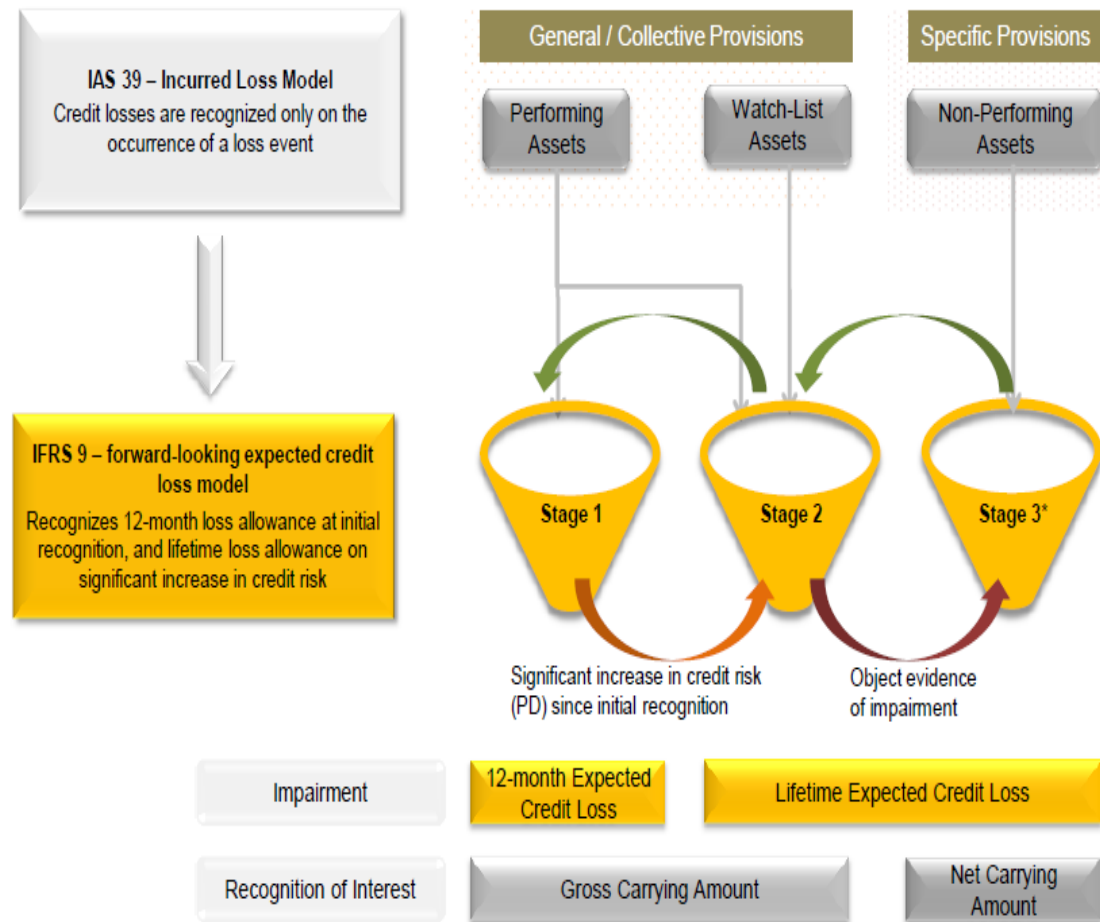 General / Collective Provisions
Specific Provisions
IAS 39 – Incurred Loss Model
Credit losses are recognized only on the
occurrence of a loss event
Performing
Assets
Watch-List
Assets
Non-Performing
Assets
IFRS 9 – forward-looking expected credit
loss model
Recognizes 12-month loss allowance at initial
recognition, and lifetime loss allowance on
significant increase in credit risk
Stage 1
Stage 2
Stage 3*
Significant increase in credit risk
(PD) since initial recognition
Object evidence
of impairment
Impairment
12-month Expected
Credit Loss
Lifetime Expected Credit Loss
Recognition of Interest
Gross Carrying Amount
Net Carrying
Amount